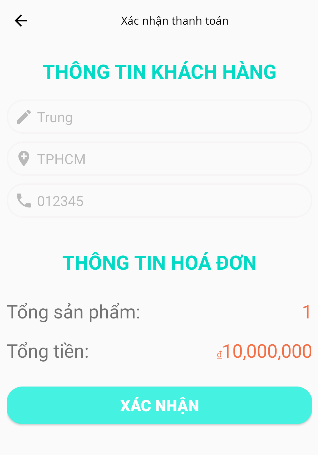 Xác nhận thanh toán
THÔNG TIN KHÁCH HÀNG
Trung
TPHCM
012345
THÔNG TIN HOÁ ĐƠN
Tổng sản phẩm: 1
Tổng tiền: ₫10,000,000
XÁC NHẬN